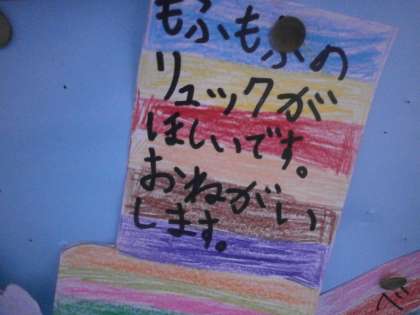 もふもふの
リュックが
ほしいです。
おねがい
します。